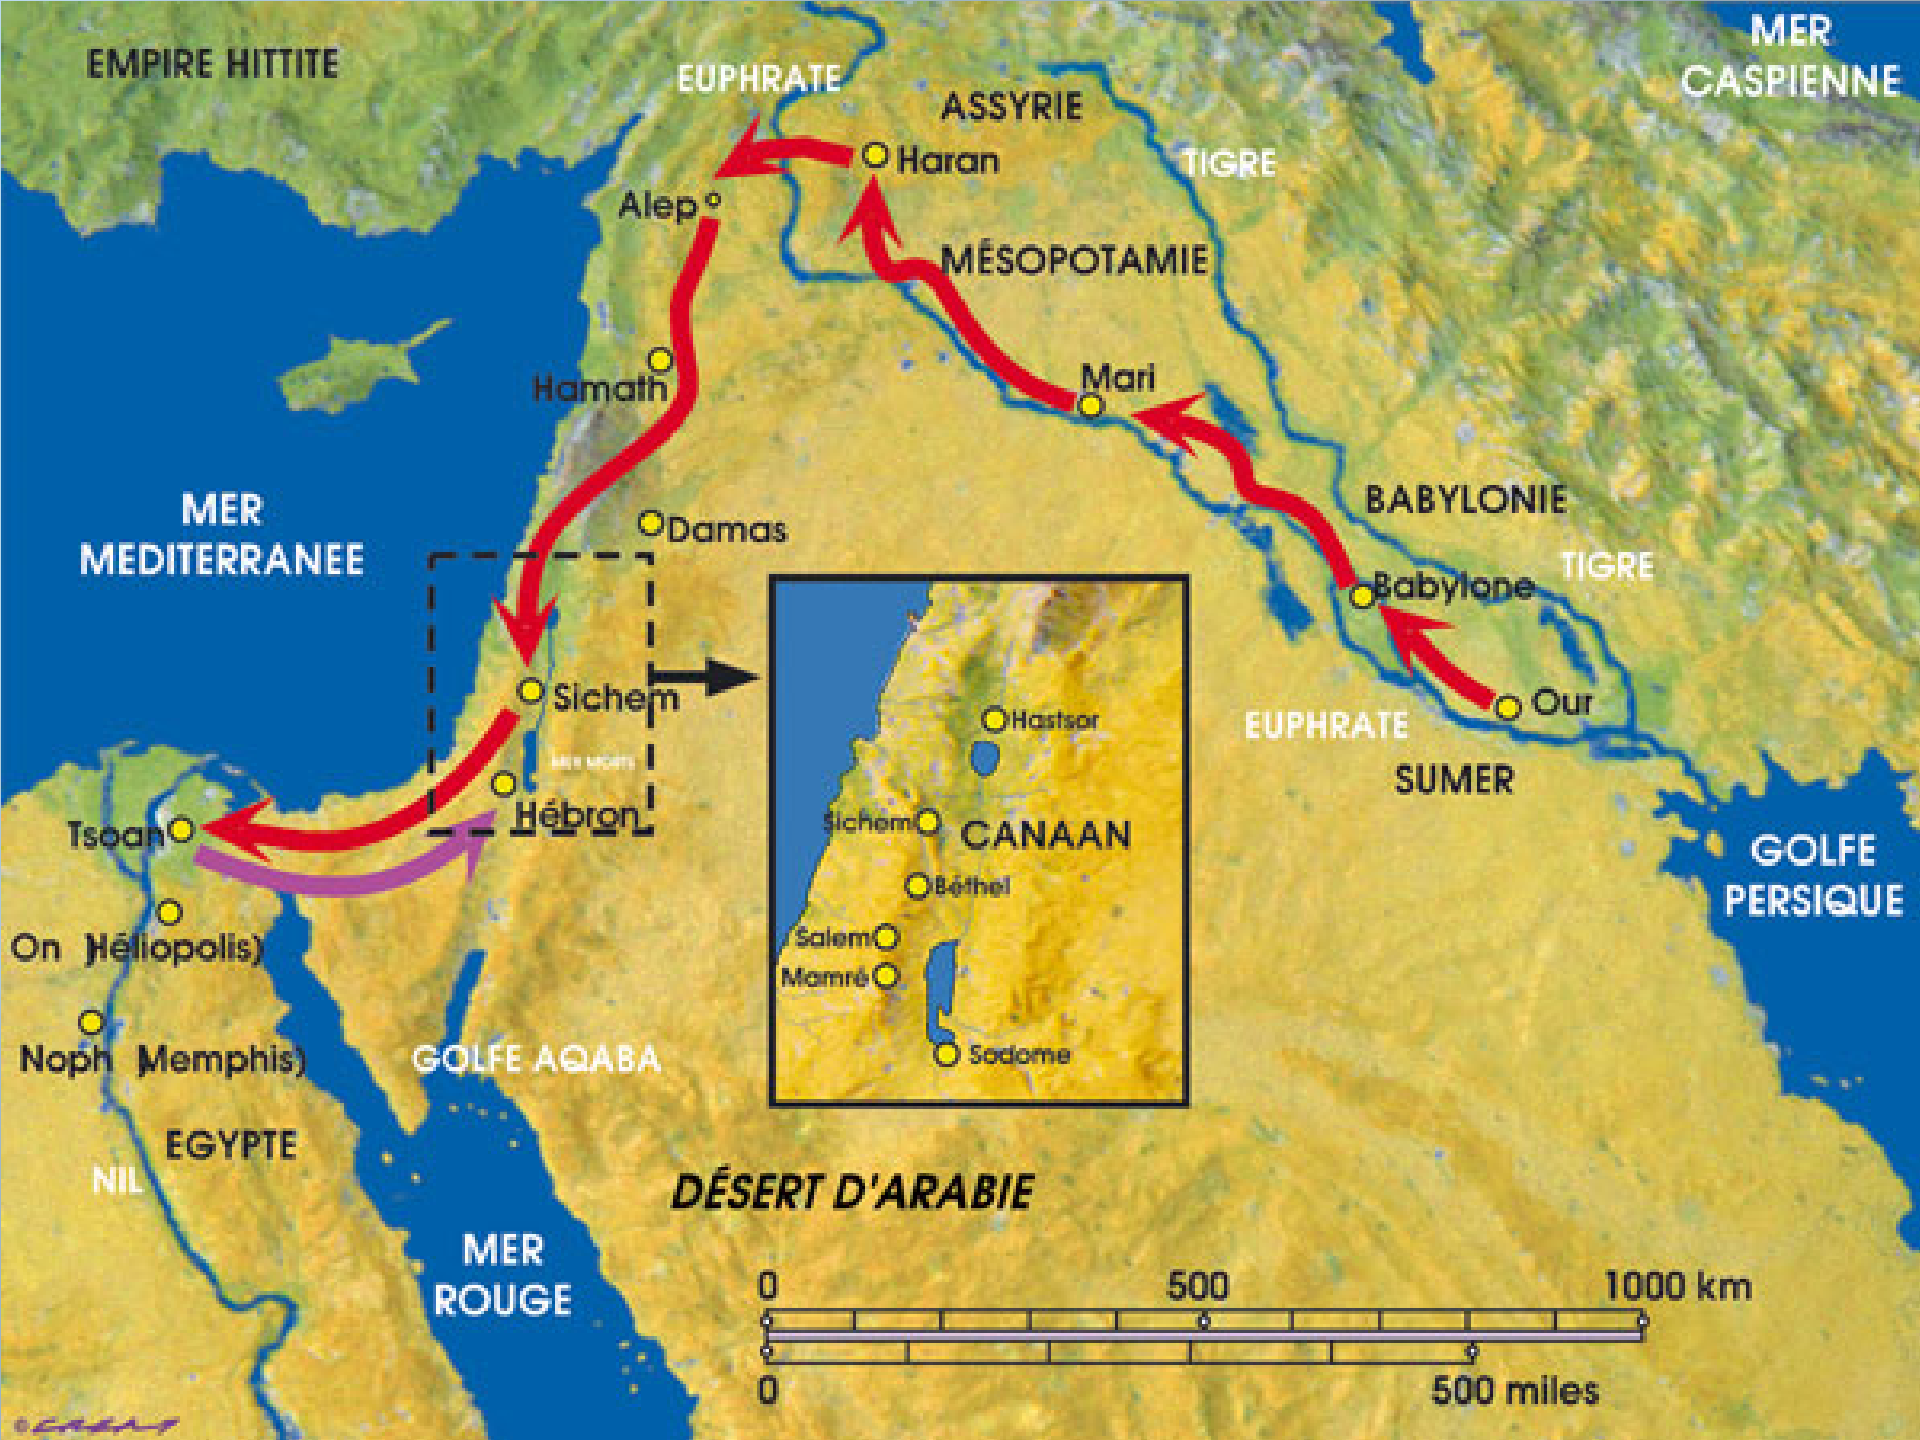 MER
CASPIENNE
EMPIRE HITTITE
EUPHRATE
ASSYRIE
Haran
TIGRE
Alep
MÉSOPOTAMIE
Hamath
Mari
MER
MEDITERRANEE
Damas
BABYLONIE
TIGRE
Babylone
Sichem
Our
EUPHRATE
MER MORTE
SUMER
Hébron
Tsoan
Hastsor
Sichem
CANAAN
Béthel
Salem
Mamré
Sodome
GOLFE
PERSIQUE
On )Héliopolis)
Noph )Memphis)
GOLFE AQABA
EGYPTE
NIL
DÉSERT D'ARABIE
MER
ROUGE
0 500 1000 km
0 500 miles